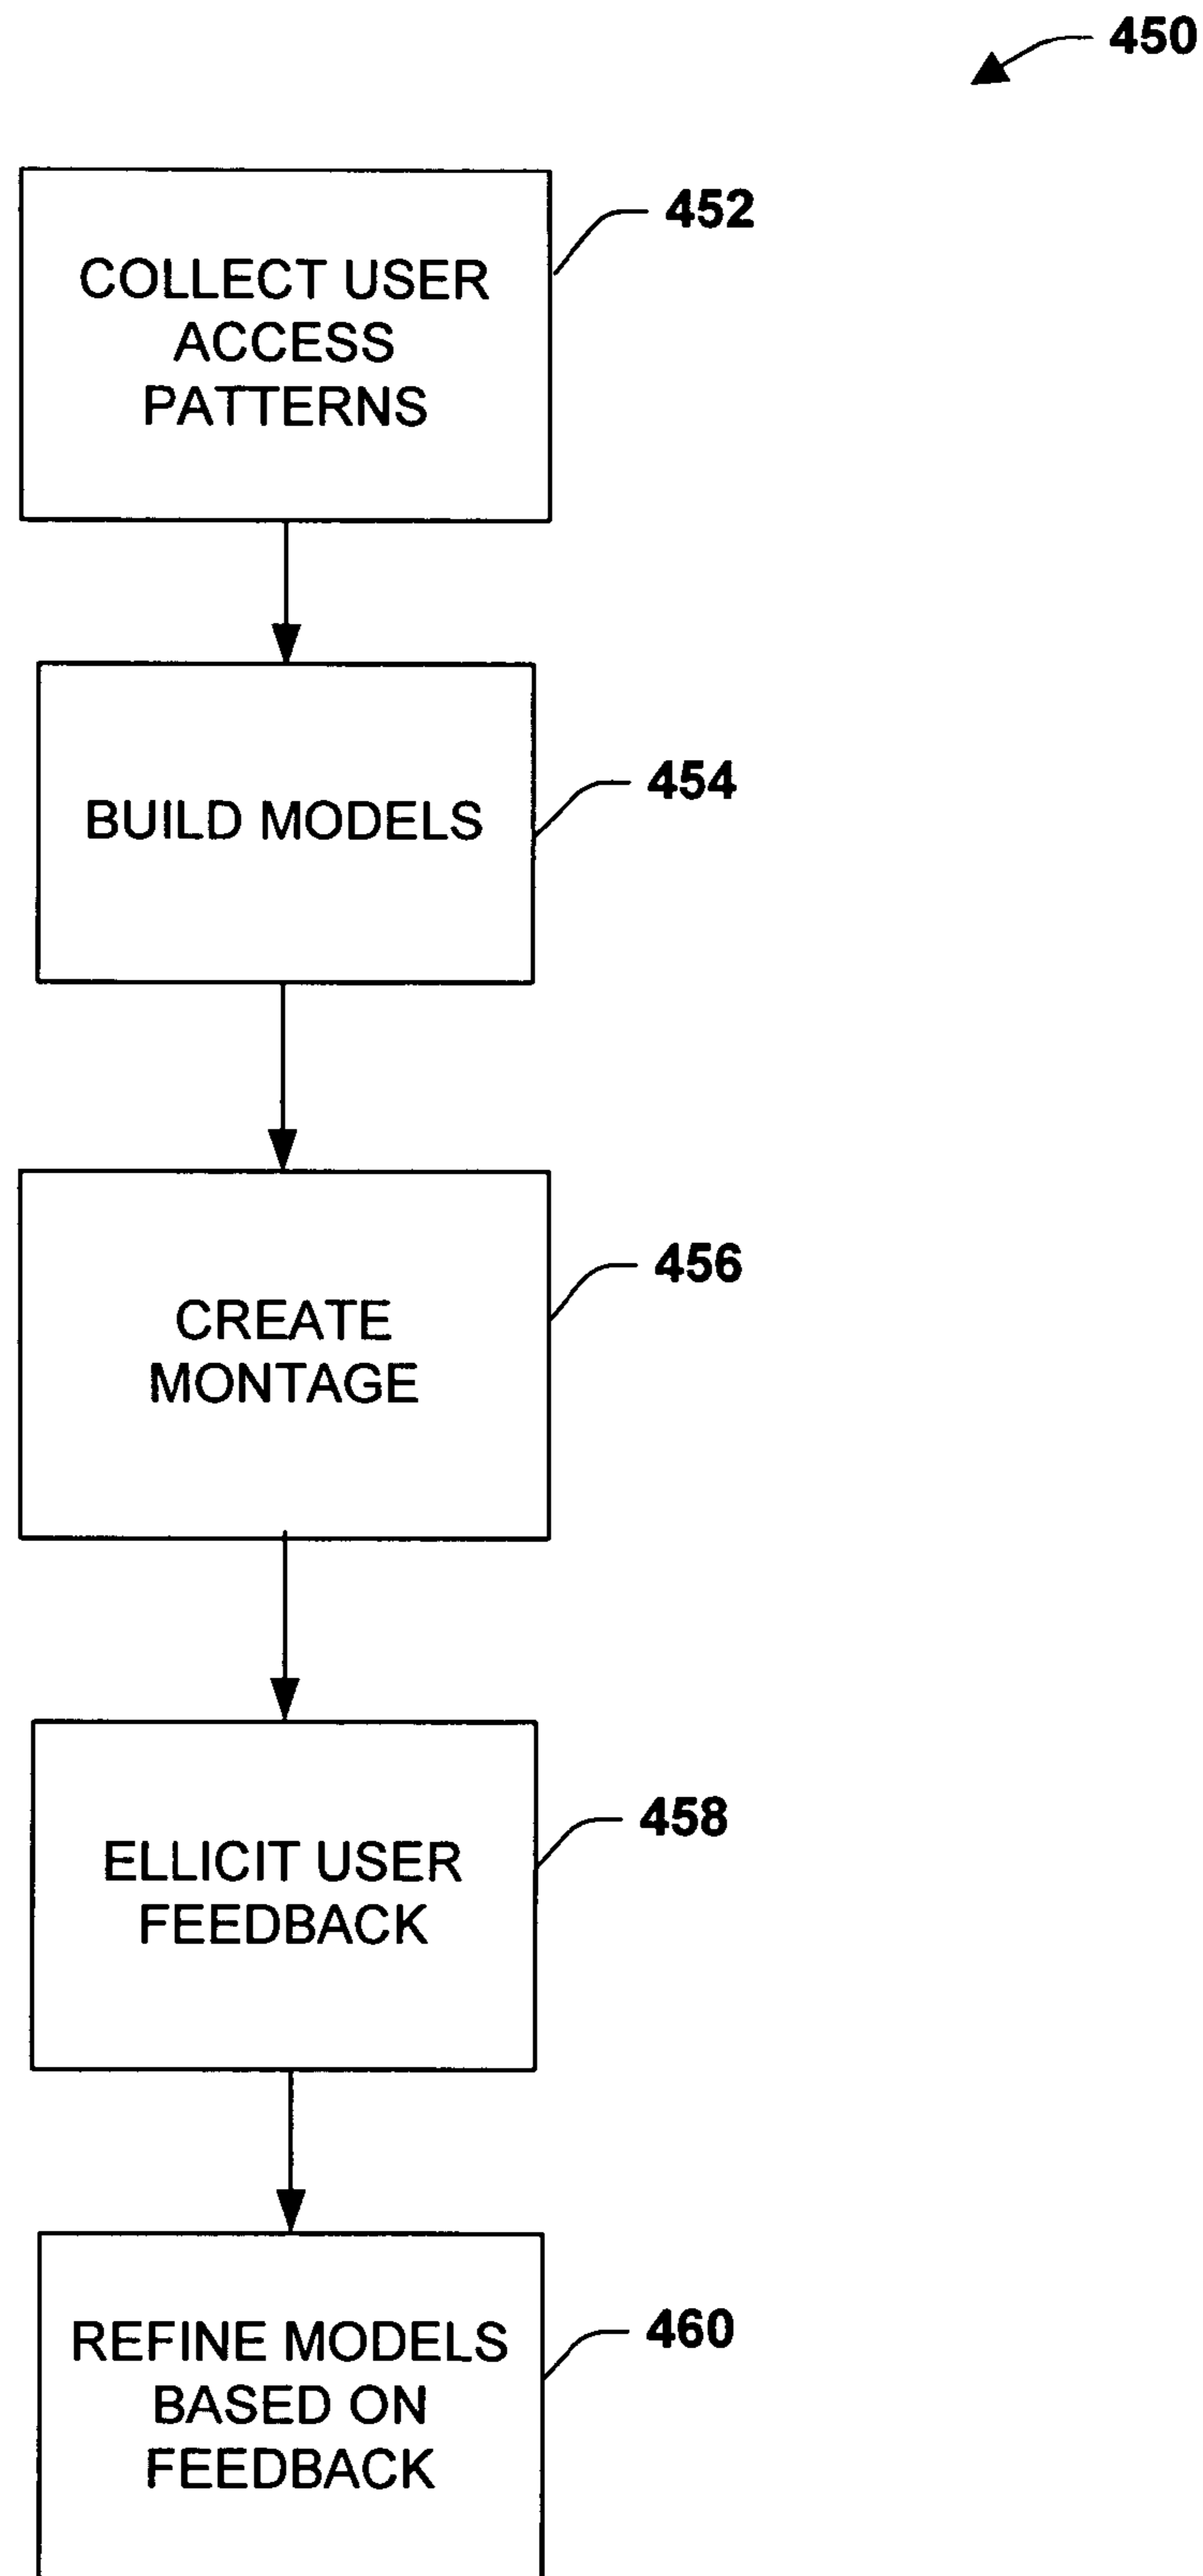 450
452
COLLECT USER
ACCESS
PATTERNS
454
BUILD MODELS
456
CREATE
MONTAGE
458
ELLICIT USER
FEEDBACK
460
REFINE MODELS
BASED ON
FEEDBACK